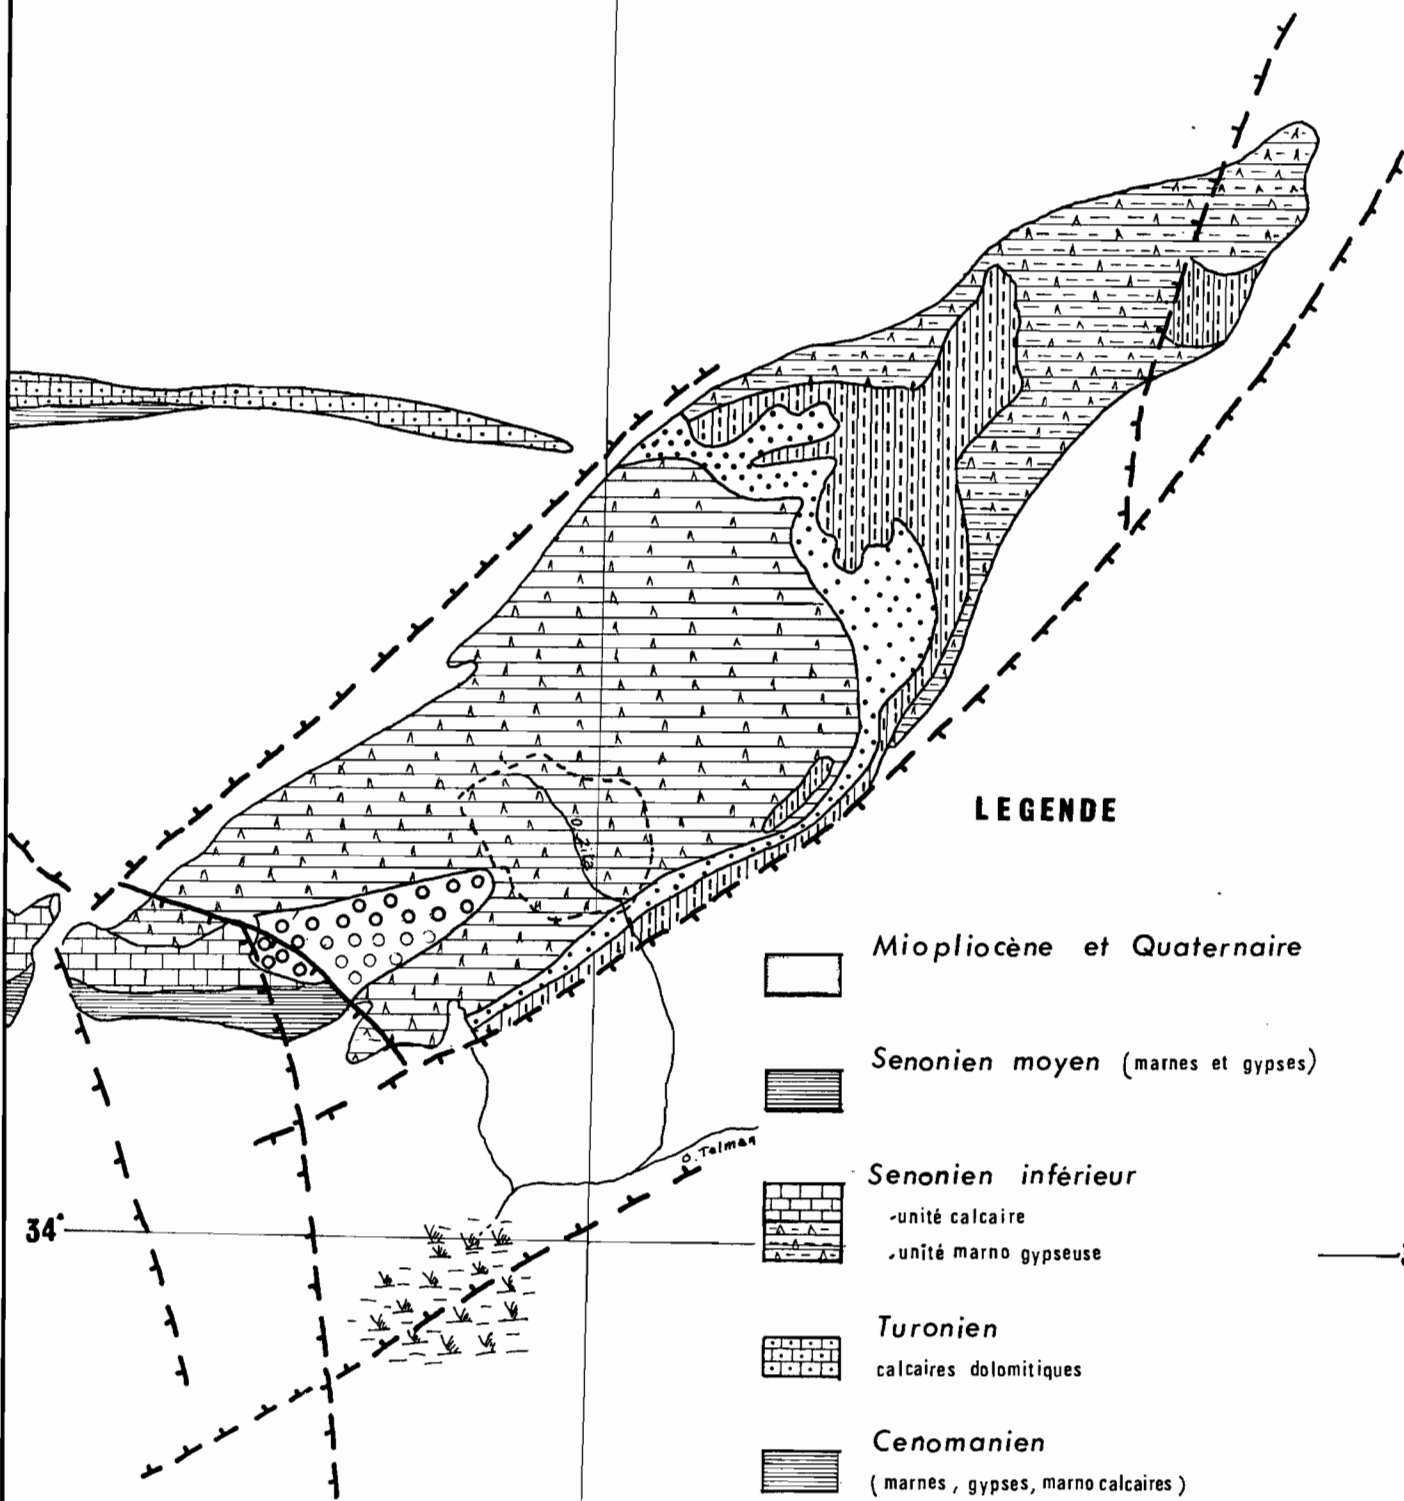 O. Zita
LEGENDE
Miopliocène et Quaternaire
Senonien moyen (marnes et gypses)
Senonien inférieur
-unité calcaire
.unité marno gypseuse
O. Telman
34°
Turonien
calcaires dolomitiques
Cenomanien
(marnes, gypses, marno calcaires)